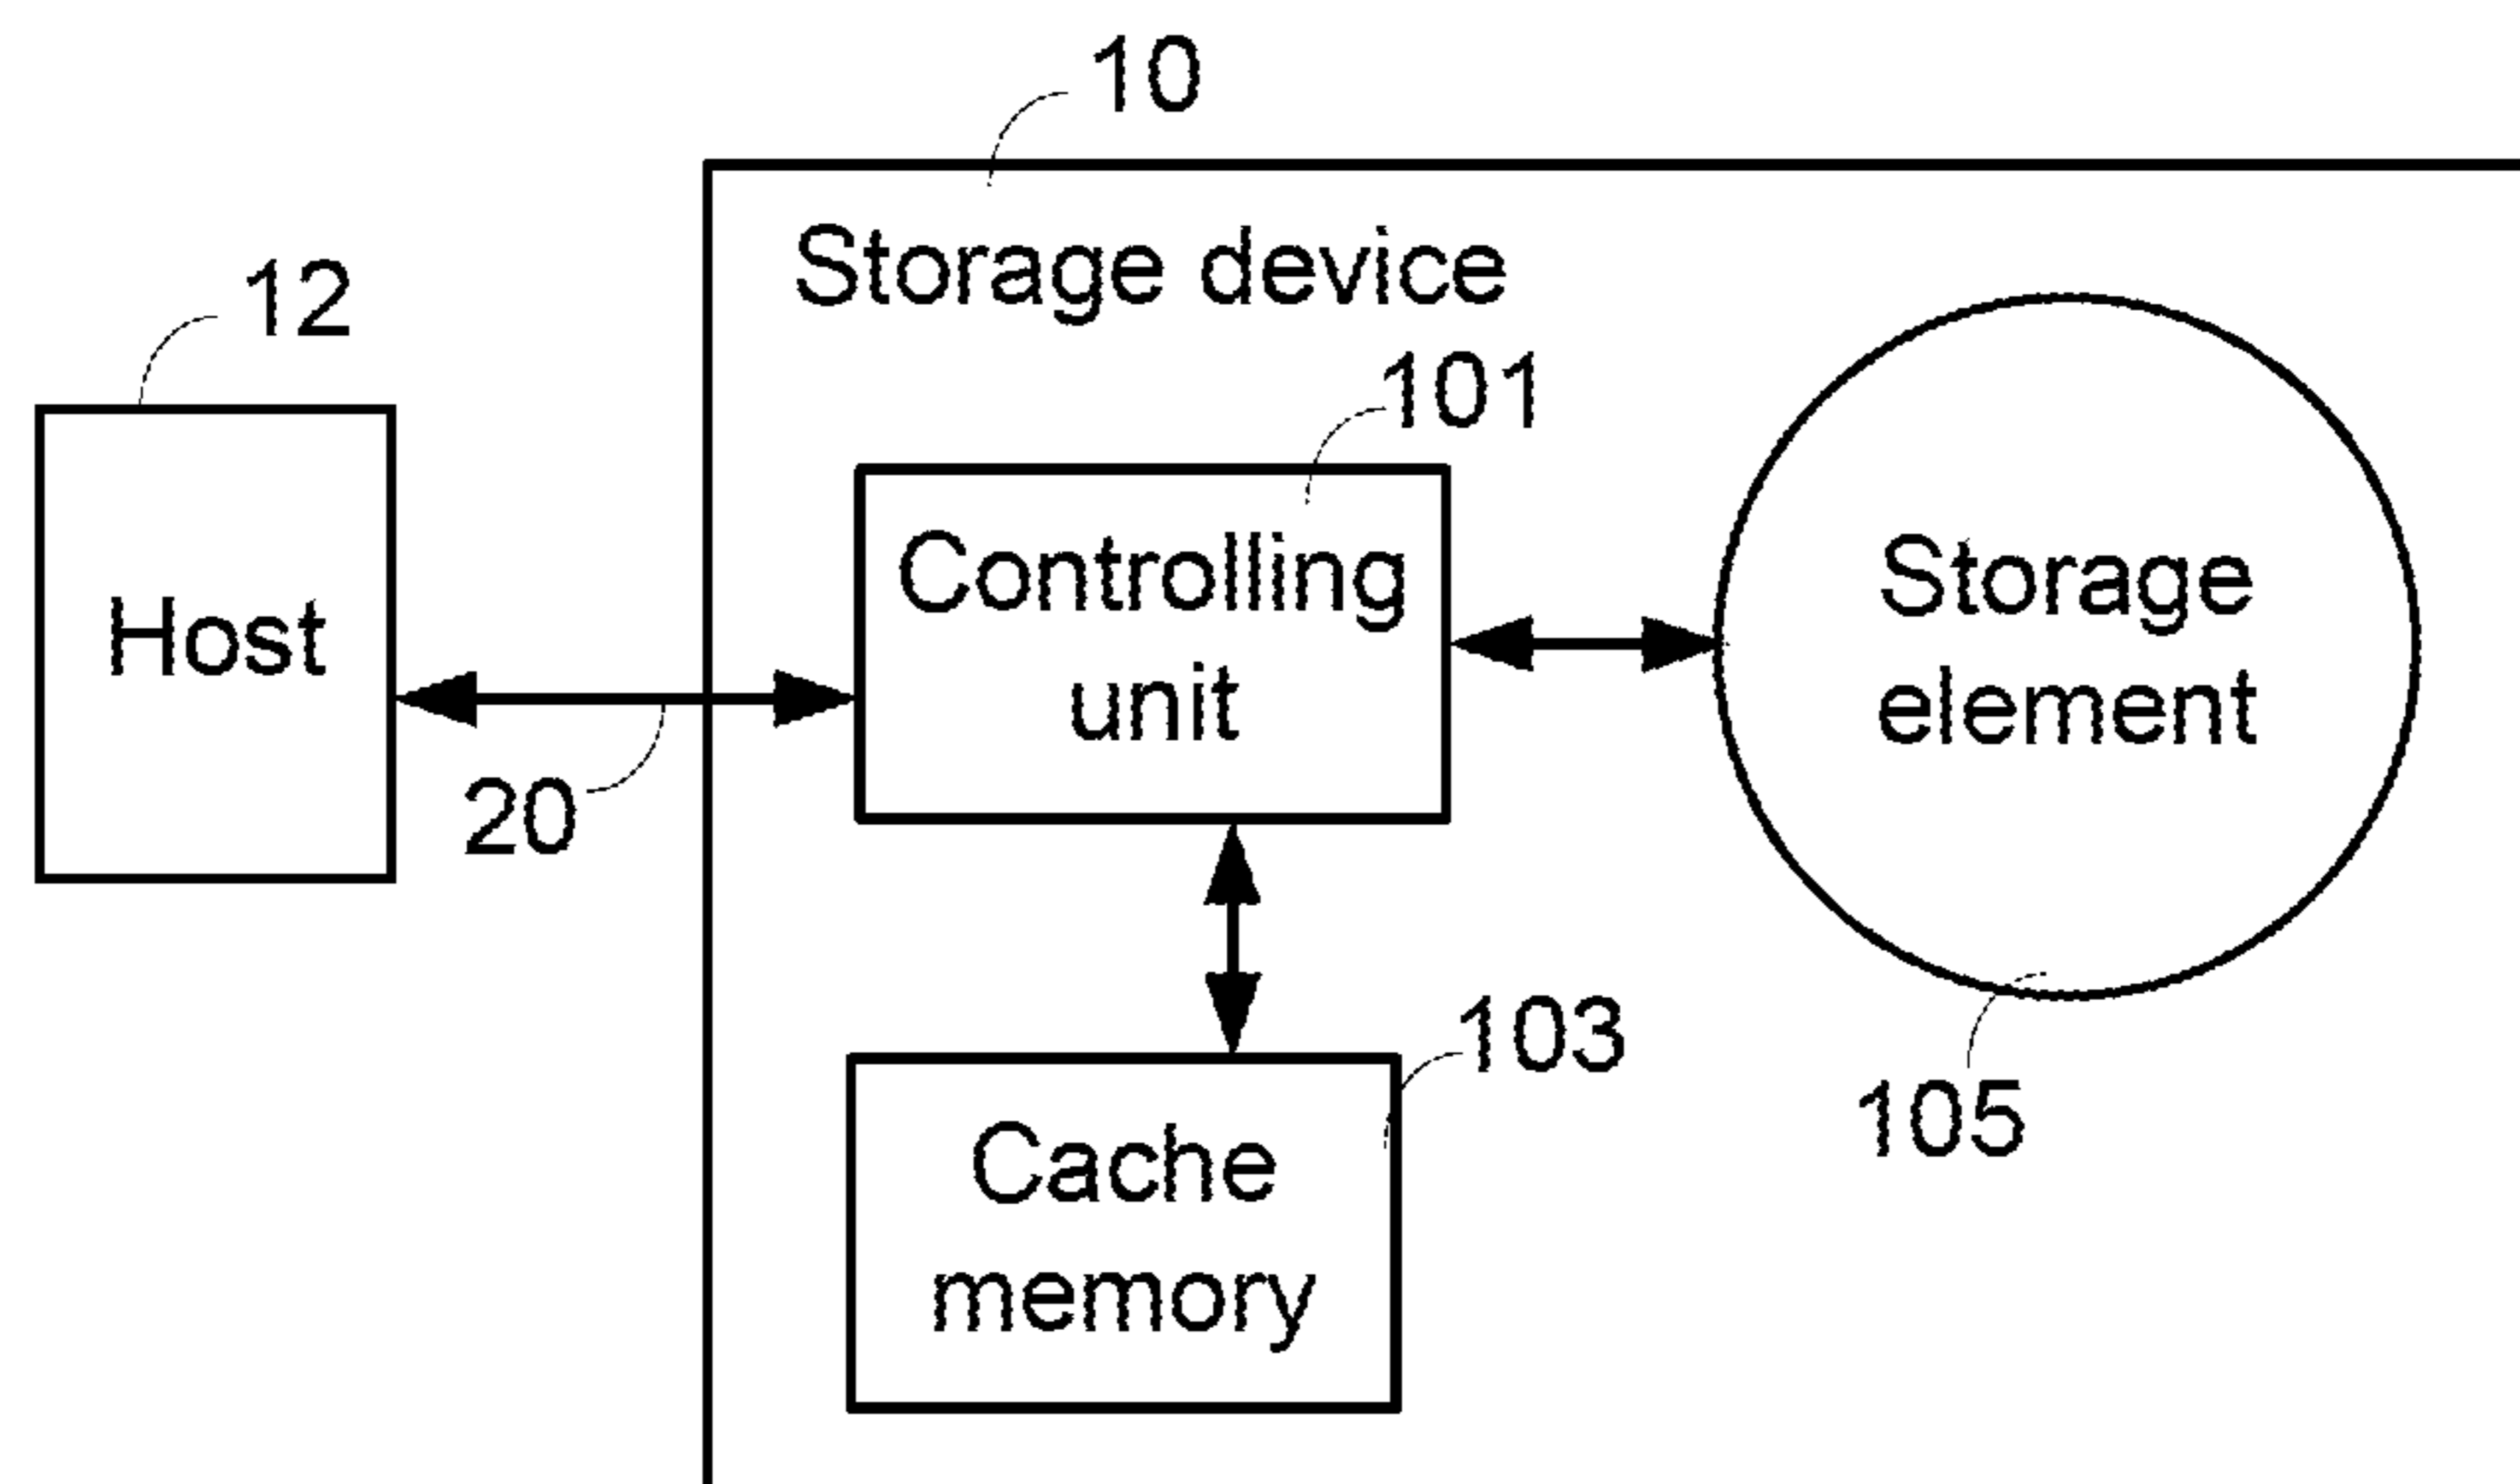 10
Storage device
12
101
Controlling
unit
Host
Storage
element
20
103
Cache
memory
105